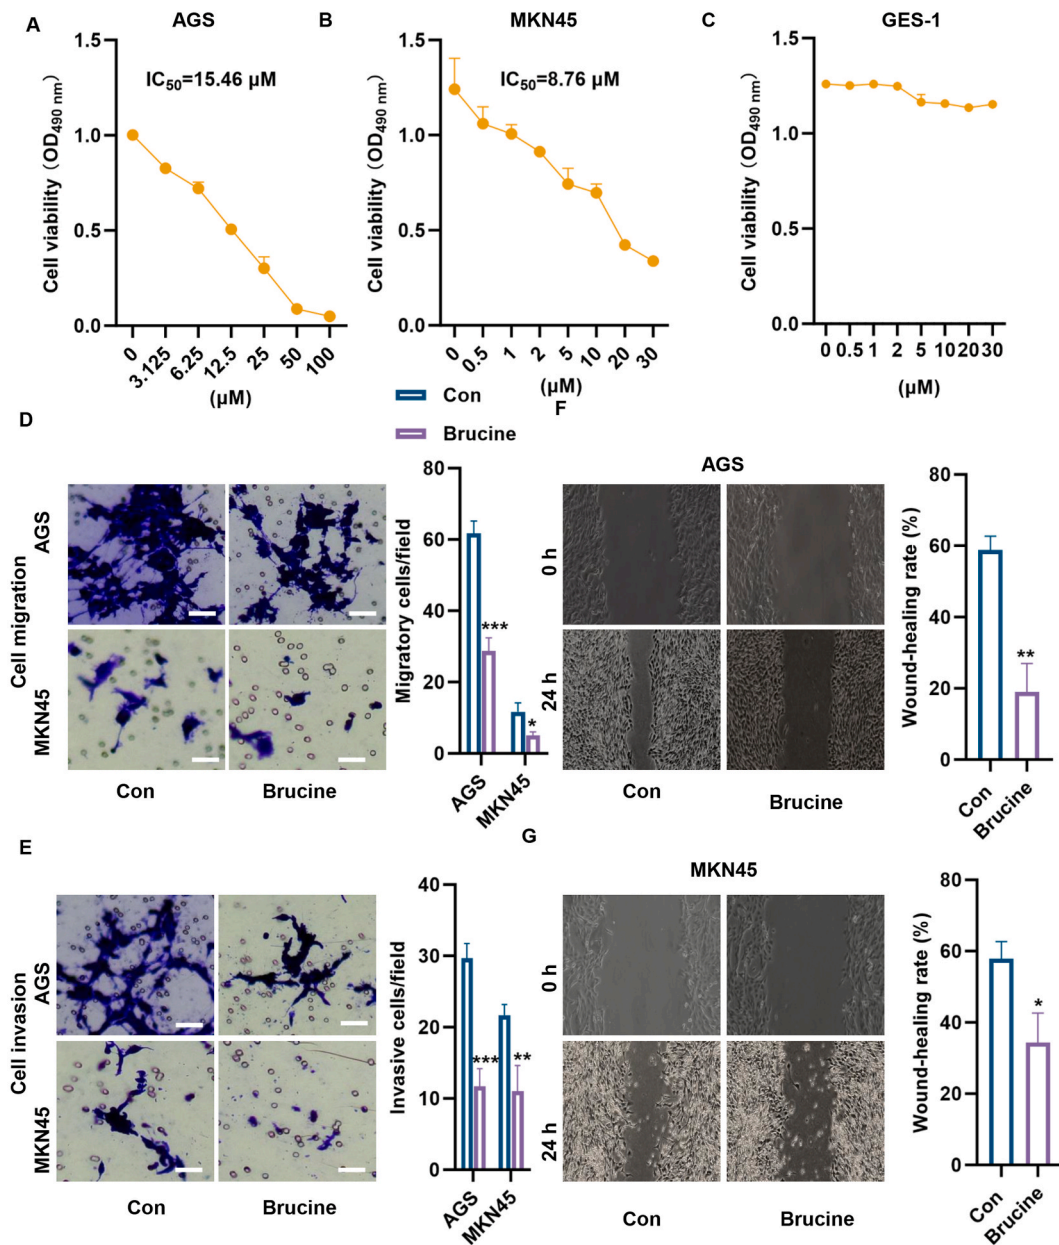 A
AGS
IC50=15.46 μM
Cell viability (OD490 nm)
1.5
1.0
0.5
0.0
0
3.125
6.25
12.5
25
50
100
(μM)
B
MKN45
IC50=8.76 μM
Cell viability (OD490 nm)
1.5
1.0
0.5
0.0
0
0.5
1
2
5
10
20
30
(μM)
C
GES-1
Cell viability (OD490 nm)
1.5
1.0
0.5
0.0
0 0.5 1 2 5 10 20 30
(μM)
Con
Brucine
D
Cell migration
AGS
MKN45
Con
Brucine
Migratory cells/field
80
60
40
20
0
***
*
AGS
MKN45
F
AGS
0 h
24 h
Con
Brucine
Wound-healing rate (%)
80
60
40
20
0
**
Con
Brucine
E
Cell invasion
AGS
MKN45
Con
Brucine
Invasive cells/field
40
30
20
10
0
***
**
AGS
MKN45
G
MKN45
0 h
24 h
Con
Brucine
Wound-healing rate (%)
80
60
40
20
0
*
Con
Brucine